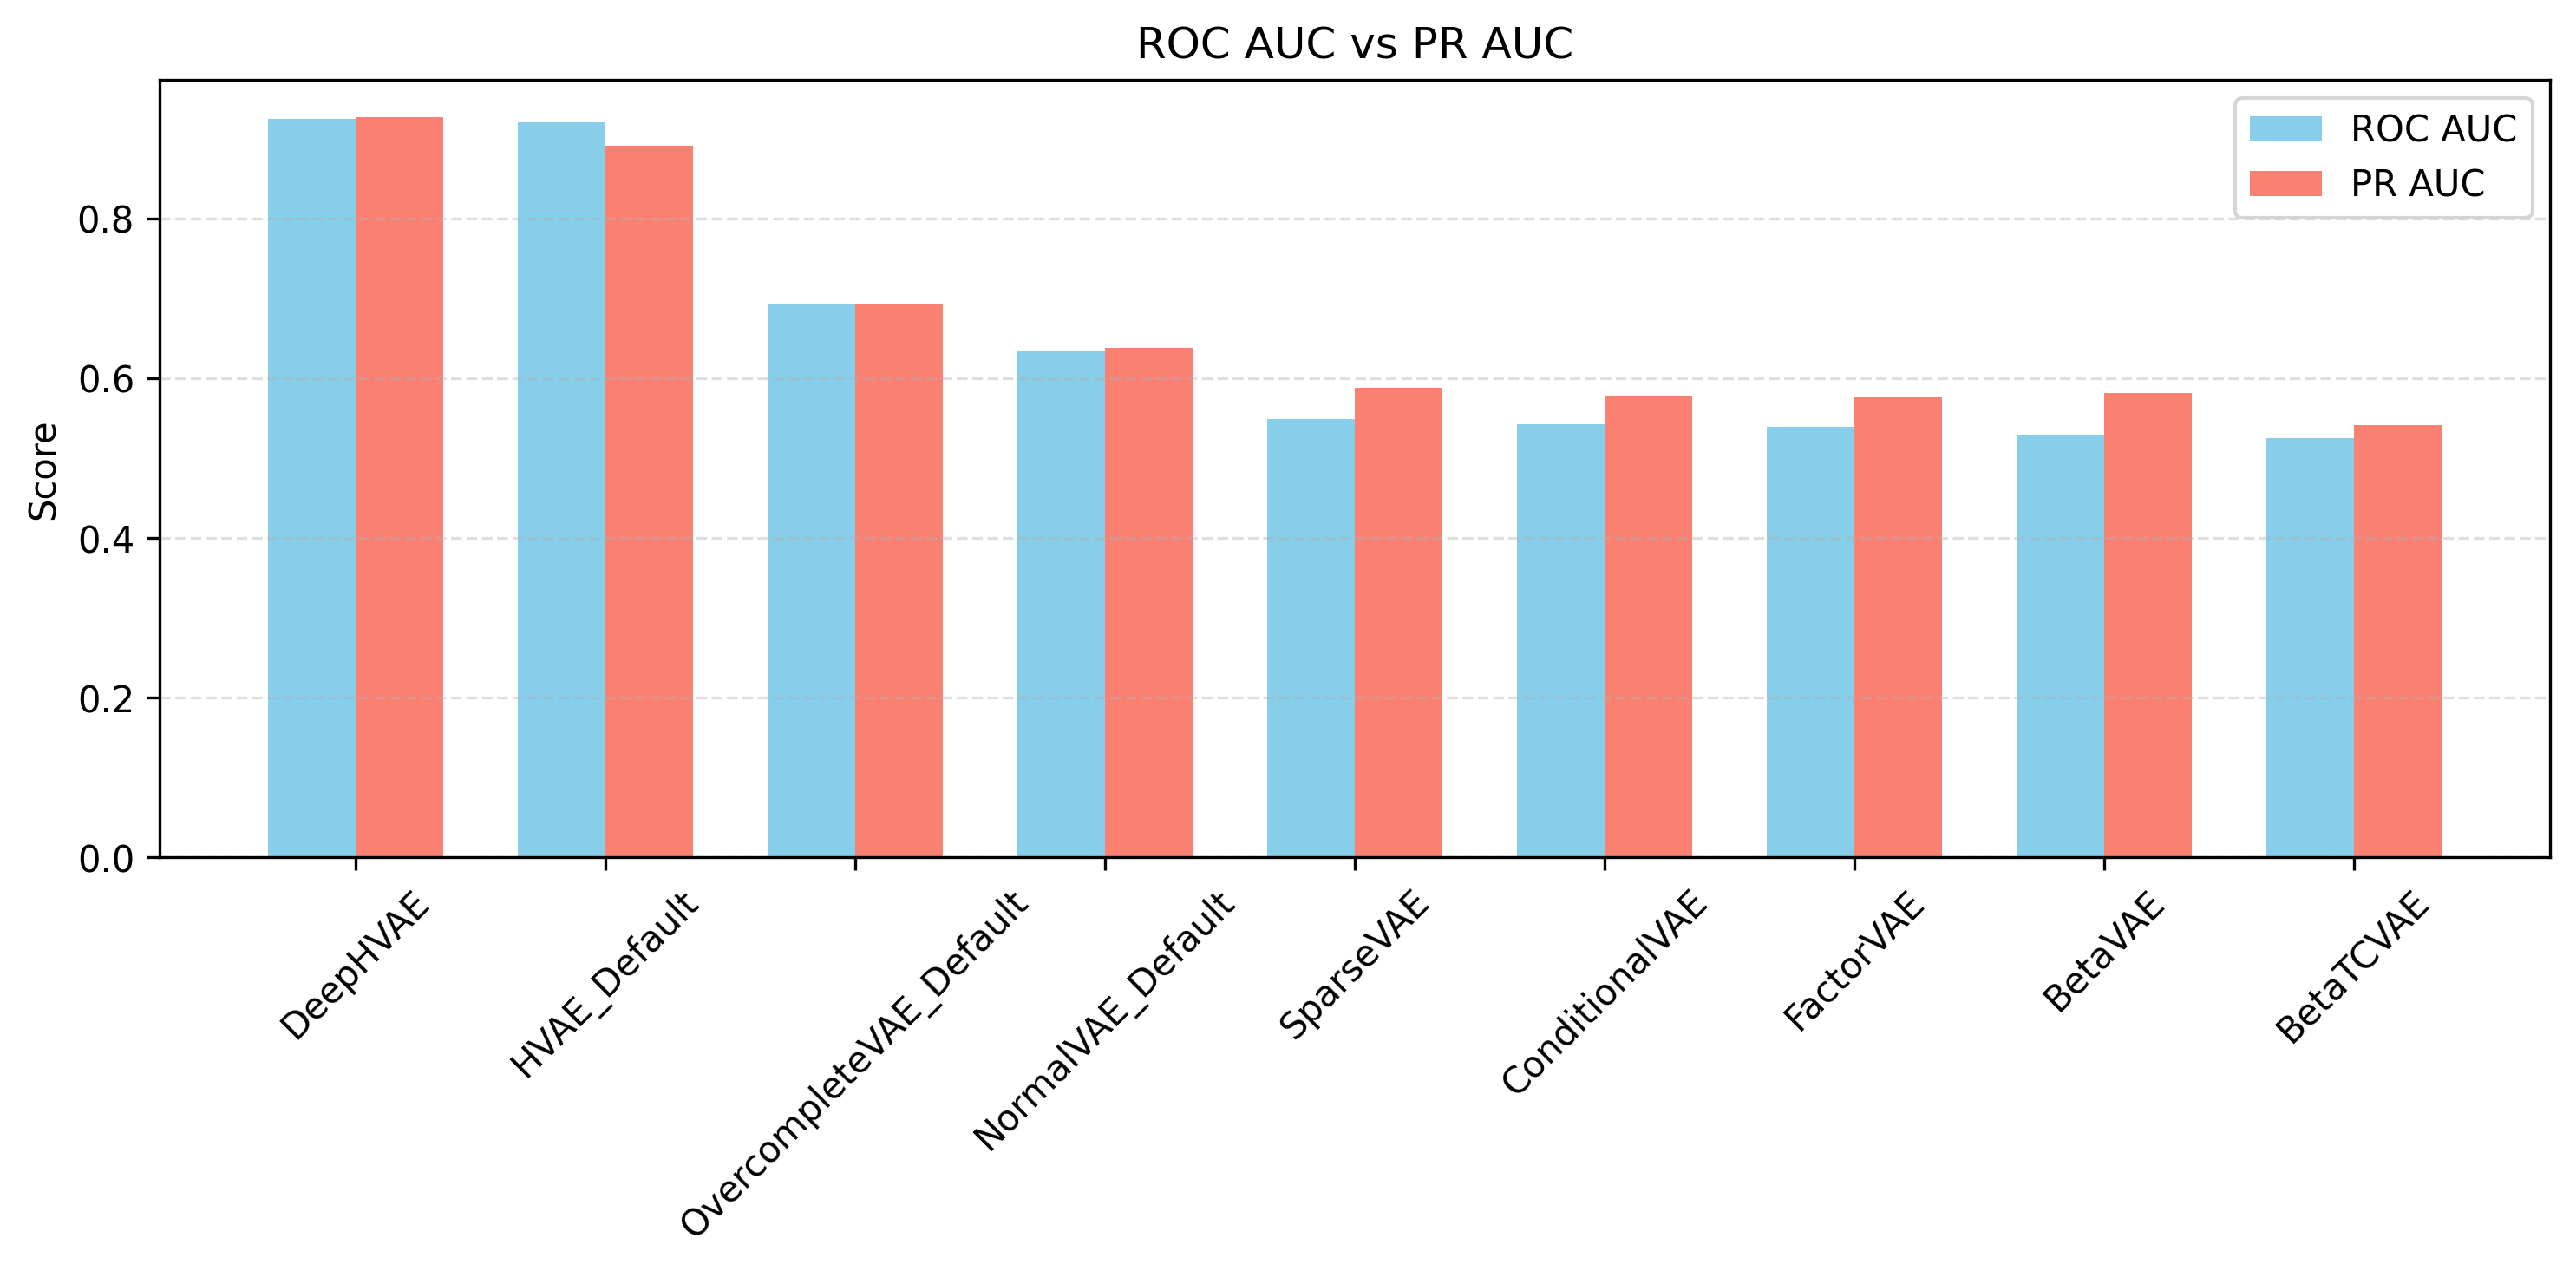 ROC AUC vs PR AUC
ROC AUC
PR AUC
Score
0.8
0.6
0.4
0.2
0.0
DeepHVAE
HVAE_Default
OvercompleteVAE_Default
NormalVAE_Default
SparseVAE
ConditionalVAE
FactorVAE
BetaVAE
BetaTCVAE